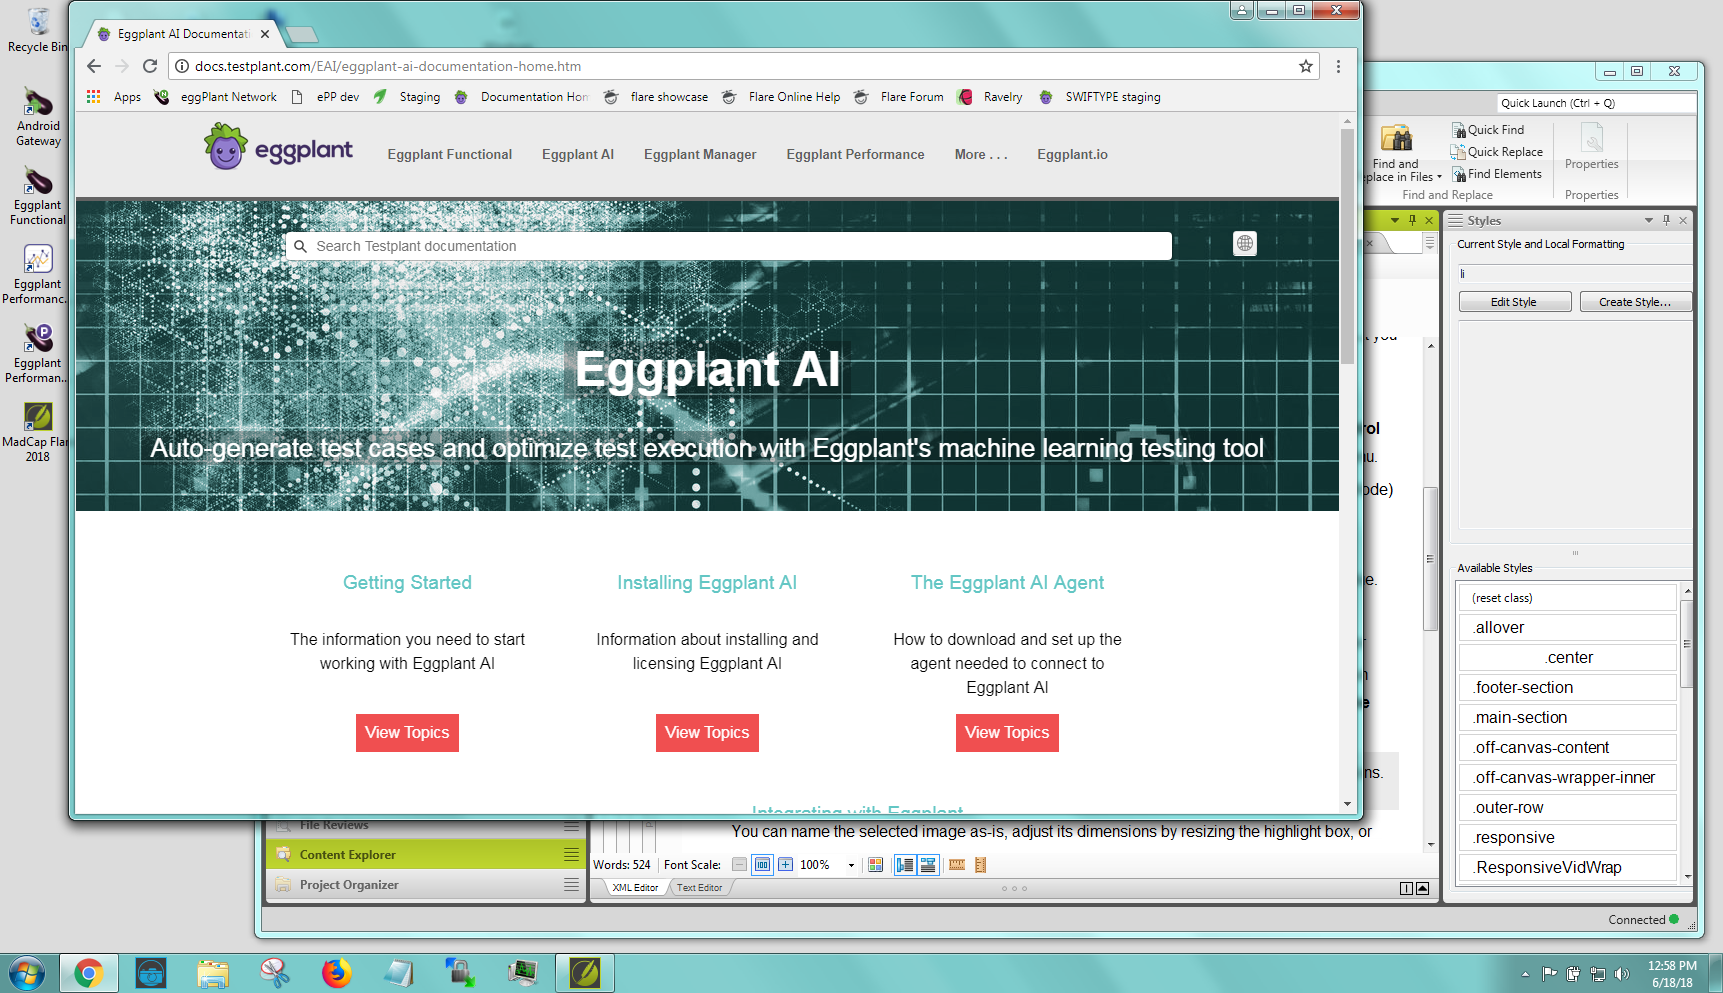 Recycle Bin
Android
Gateway
Eggplant
Functional
Eggplant
Performanc...
Eggplant
Performan...
MadCap Flar
2018
Eggplant AI Documentati
docs.testplant.com/EAI/eggplant-ai-documentation-home.htm
Apps eggPlant Network ePP dev Staging Documentation Hom flare showcase Flare Online Help Flare Forum Ravelry SWIFTYPE staging
eggplant
Eggplant Functional Eggplant AI Eggplant Manager Eggplant Performance More . . . Eggplant.io
Search Testplant documentation
Eggplant AI
Auto-generate test cases and optimize test execution with Eggplant's machine learning testing tool
Getting Started
The information you need to start
working with Eggplant AI
View Topics
Installing Eggplant AI
Information about installing and
licensing Eggplant AI
View Topics
The Eggplant AI Agent
How to download and set up the
agent needed to connect to
Eggplant AI
View Topics
Integrating with Eggplant
Quick Launch (Ctrl + Q)
Find and
place in Files
Quick Find
Quick Replace
Find Elements
Find and Replace
Properties
Properties
Styles
Current Style and Local Formatting
li
Edit Style Create Style...
Available Styles
(reset class)
.allover
.center
.footer-section
.main-section
.off-canvas-content
.off-canvas-wrapper-inner
.outer-row
.responsive
.ResponsiveVidWrap
you
rol
nu.
ode)
e.
ns.
You can name the selected image as-is, adjust its dimensions by resizing the highlight box, or
File Reviews
Content Explorer
Project Organizer
Words: 524 Font Scale: 100%
XML Editor Text Editor
Connected
12:58 PM
6/18/18